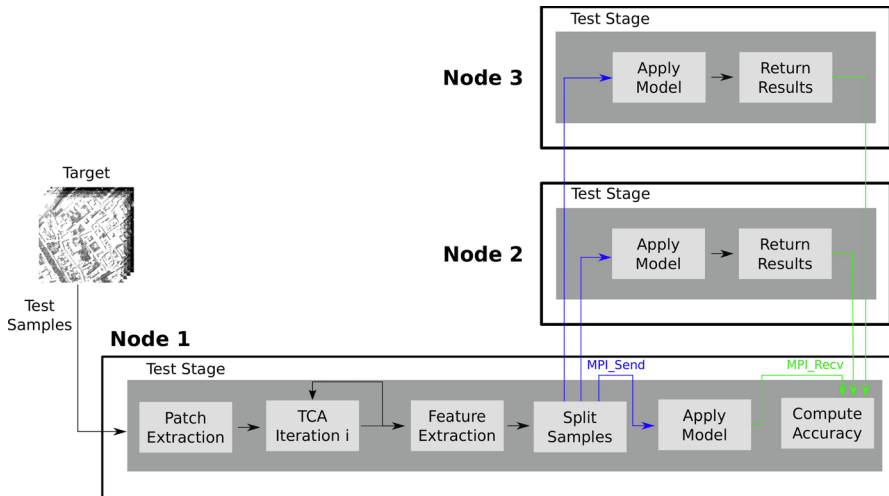 Test Stage
Node 3
Apply
Model
Return
Results
Target
Test Stage
Node 2
Apply
Model
Return
Results
Test
Samples
Node 1
Test Stage
MPI_Send
MPI_Recv
Patch
Extraction
TCA
Iteration i
Feature
Extraction
Split
Samples
Apply
Model
Compute
Accuracy